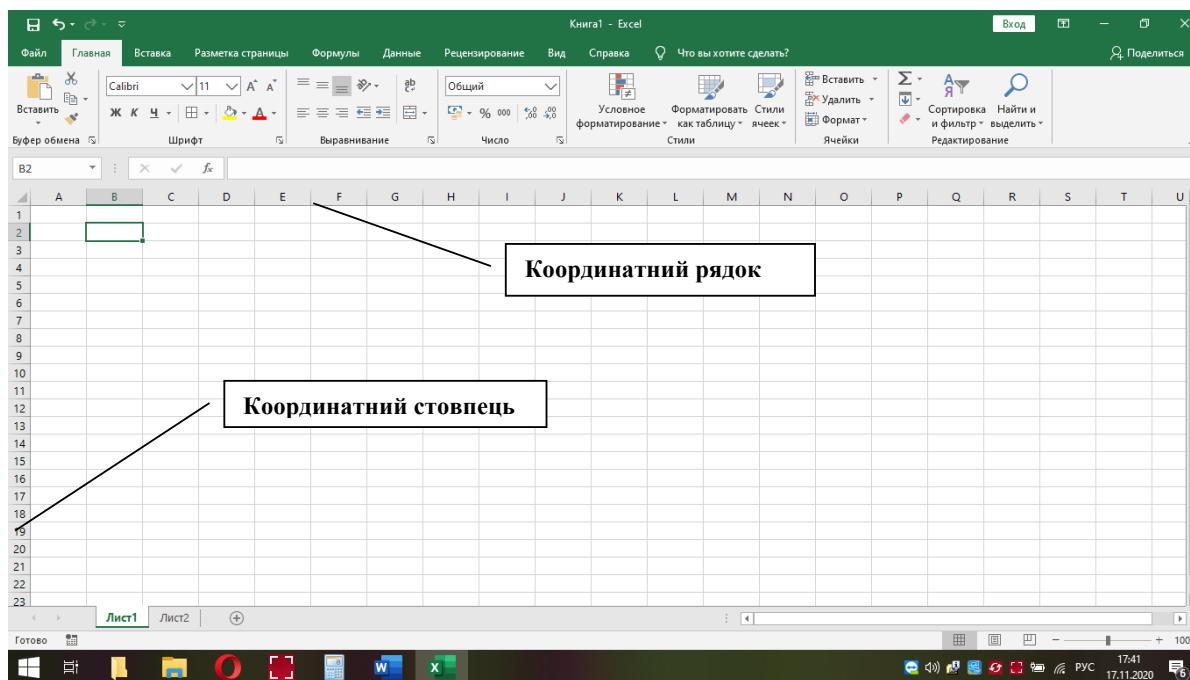 Книга1 - Excel
Вход
Файл Главная Вставка Разметка страницы Формулы Данные Рецензирование Вид Справка Что вы хотите сделать? Поделиться
Вставить
Calibri 11
Ж К Ч
Общий
% 000
Условное форматирование
Форматировать как таблицу
Стили ячеек
Вставить
Удалить
Формат
Сортировка и фильтр
Найти и выделить
Буфер обмена Шрифт Выравнивание Число Стили Ячейки Редактирование
B2 fx
A B C D E F G H I J K L M N O P Q R S T U
1
2
3
4
Координатний рядок
5
6
7
8
9
10
11
12
Координатний стовпець
13
14
15
16
17
18
19
20
21
22
23
Лист1 Лист2
Готово
100
РУС
17:41
17.11.2020